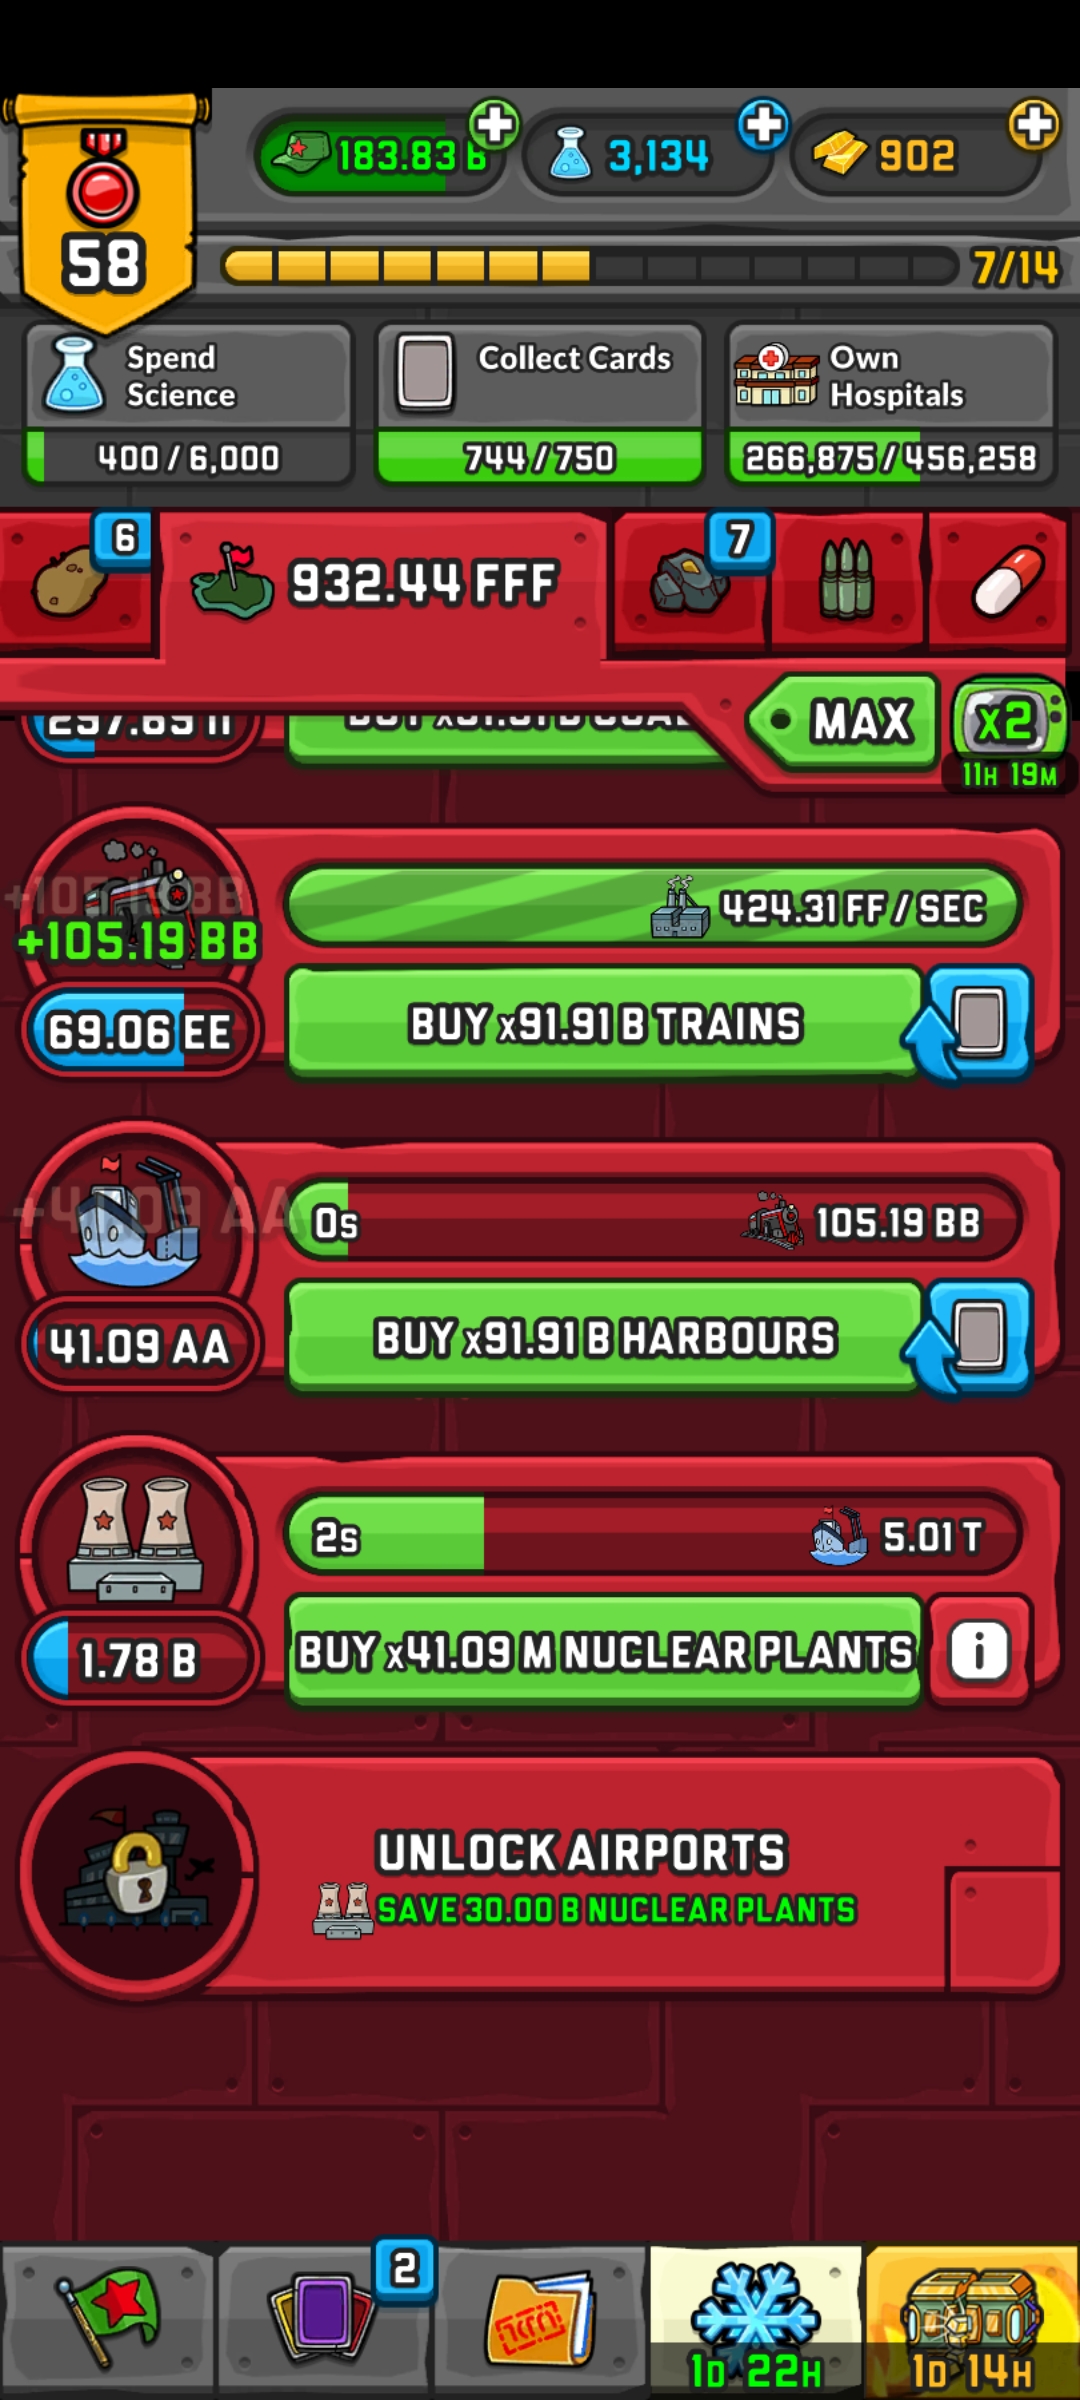 183.83 B
3,134
902
58
7/14
Spend
Science
400 / 6,000
Collect Cards
744 / 750
Own
Hospitals
266,875 / 456,258
6
932.44 FFF
7
MAX
x2
11H 19M
+105.19 BB
424.31 FF / SEC
69.06 EE
BUY x91.91 B TRAINS
0s
105.19 BB
41.09 AA
BUY x91.91 B HARBOURS
2s
5.01 T
1.78 B
BUY x41.09 M NUCLEAR PLANTS
i
UNLOCK AIRPORTS
SAVE 30.00 B NUCLEAR PLANTS
2
1D 22H
1D 14H